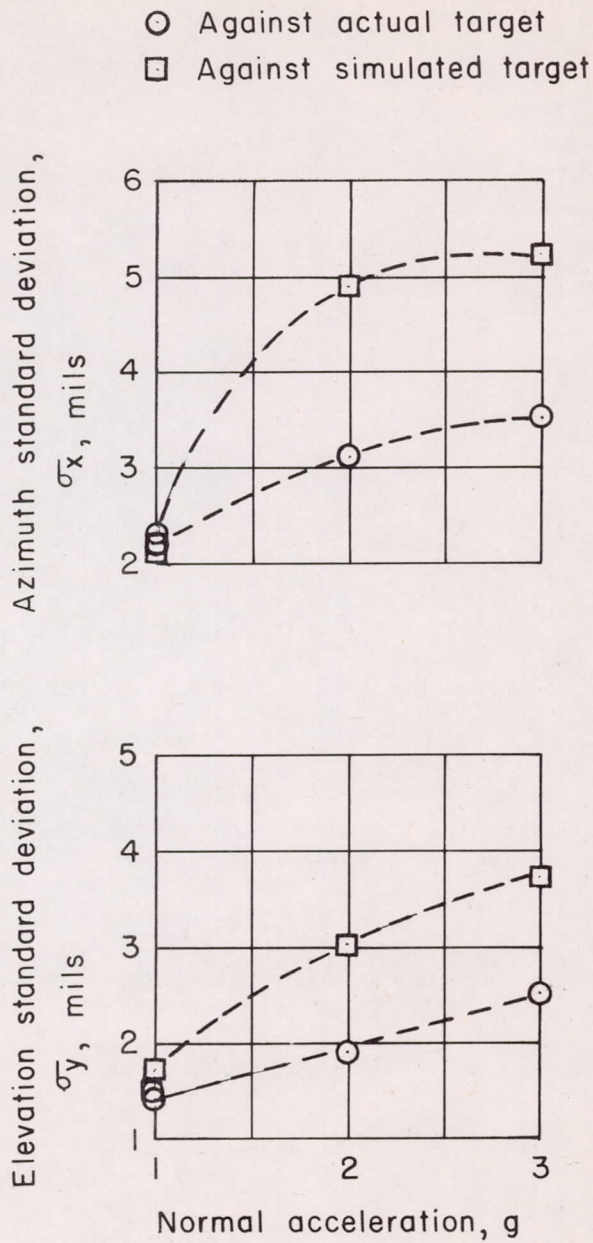 Against actual target
Against simulated target
Azimuth standard deviation,
σx, mils
6
5
4
3
2
Elevation standard deviation,
σy, mils
5
4
3
2
1
1 2 3
Normal acceleration, g